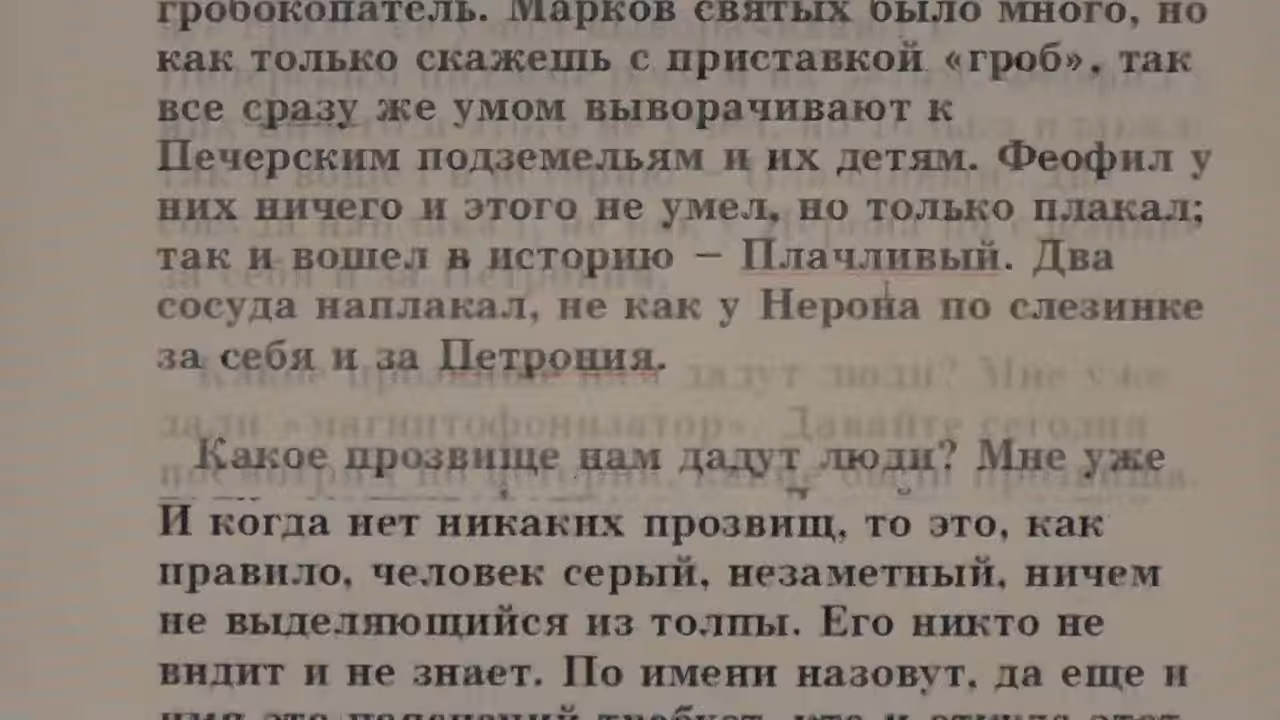 гробокопатель. Марков святых было много, но
как только скажешь с приставкой «гроб», так
все сразу же умом выворачивают к
Печерским подземельям и их детям. Феофил у
них ничего и этого не умел, но только плакал;
так и вошел в историю – Плачливый. Два
сосуда наплакал, не как у Нерона по слезинке
за себя и за Петрония.
Какое прозвище нам дадут люди? Мне уже
И когда нет никаких прозвищ, то это, как
правило, человек серый, незаметный, ничем
не выделяющийся из толпы. Его никто не
видит и не знает. По имени назовут, да еще и